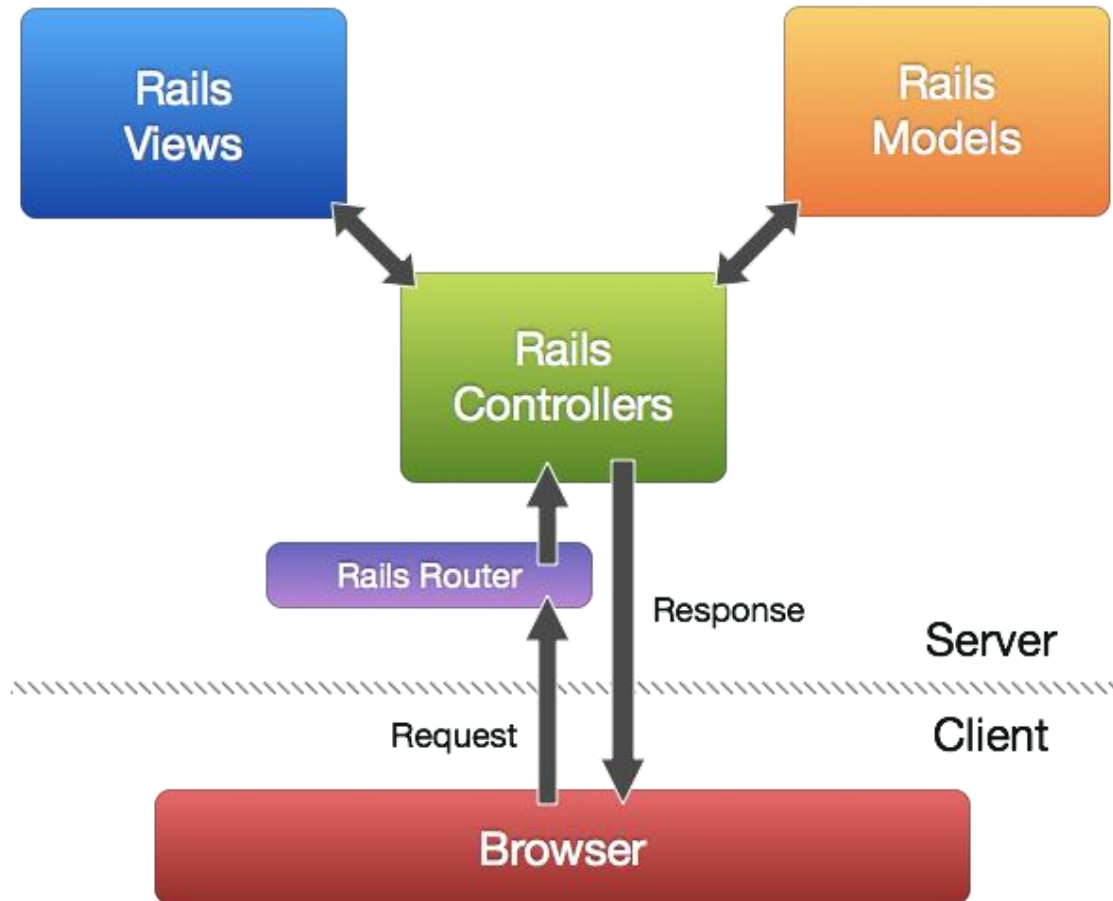 Rails
Views
Rails
Models
Rails
Controllers
Rails Router
Response
Server
Request
Client
Browser